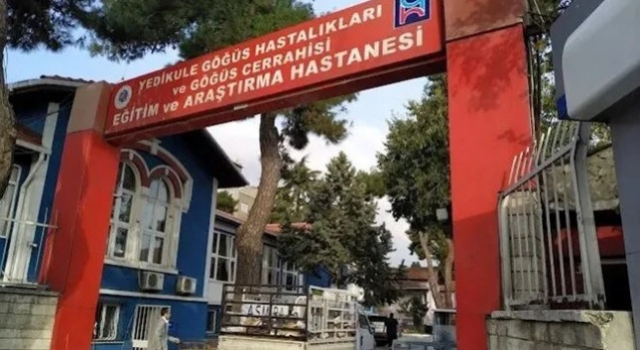 YEDİKULE GÖĞÜS HASTALIKLARI
ve GÖĞÜS CERRAHİSİ
EĞİTİM ve ARAŞTIRMA HASTANESİ